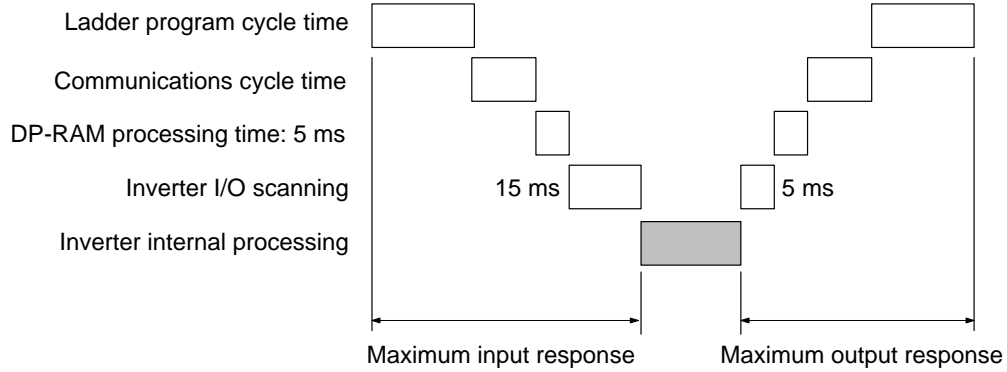 Ladder program cycle time
Communications cycle time
DP-RAM processing time: 5 ms
Inverter I/O scanning
15 ms
5 ms
Inverter internal processing
Maximum input response
Maximum output response